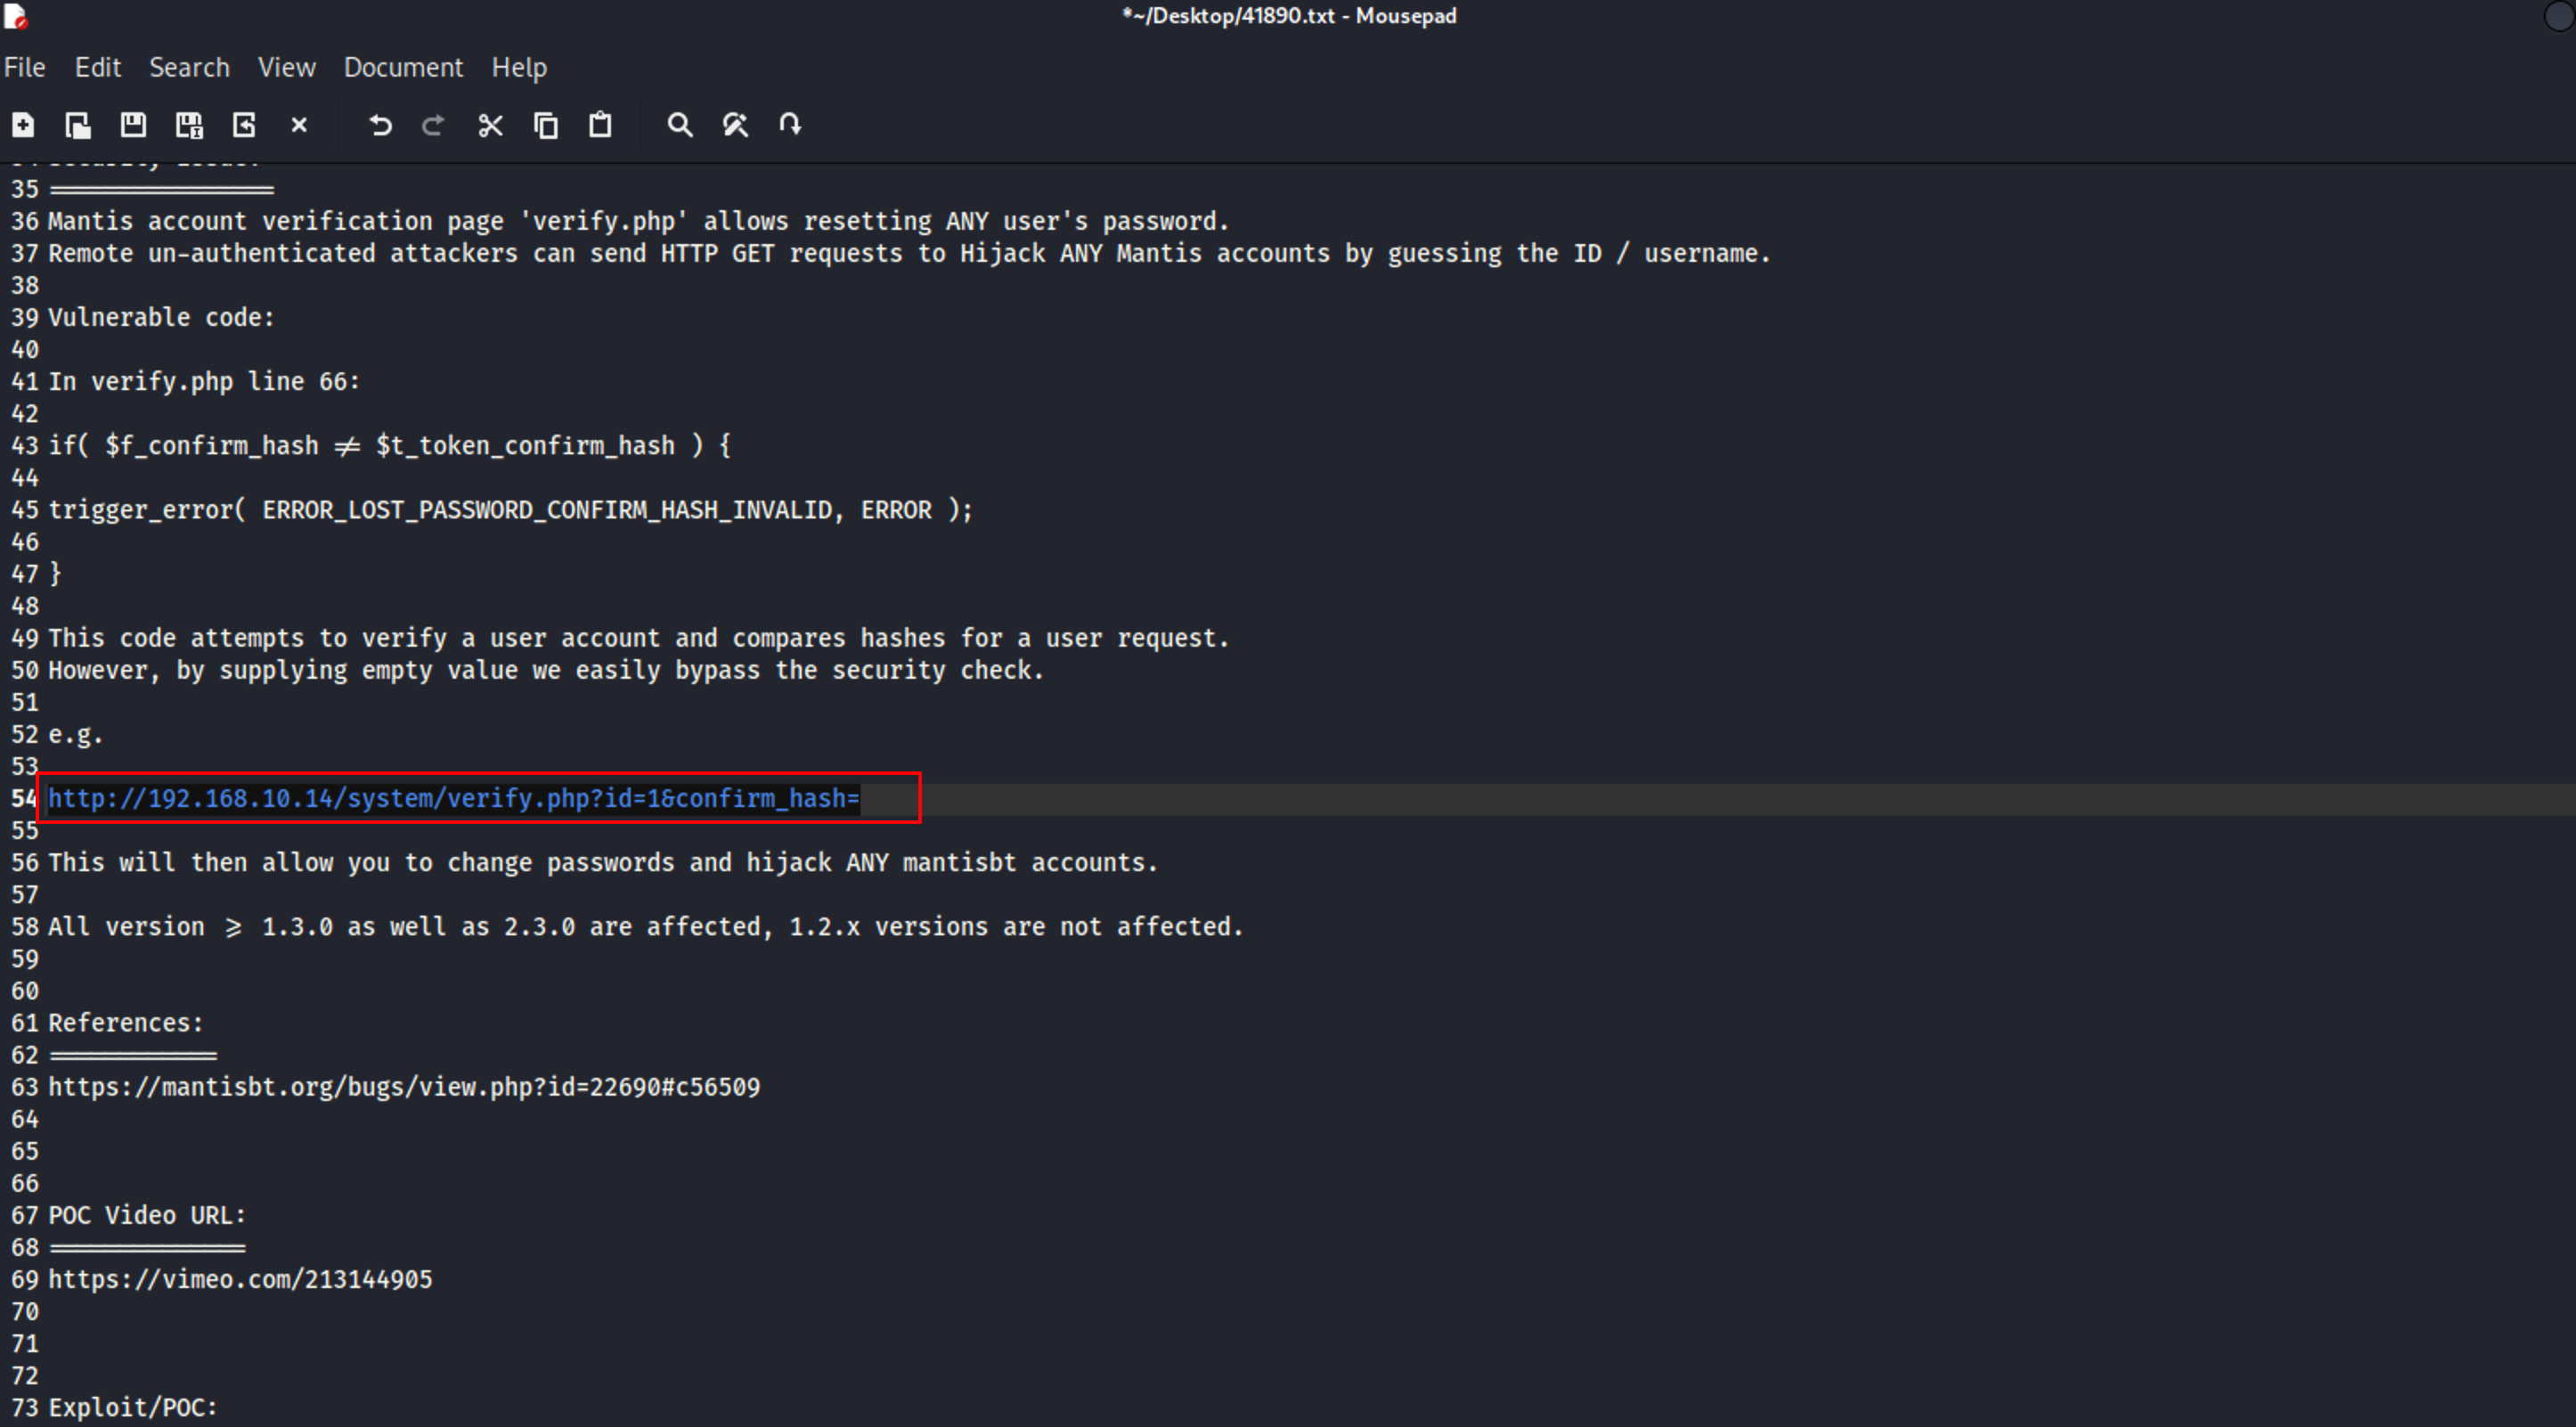 *~/Desktop/41890.txt - Mousepad
File Edit Search View Document Help
35 ================
36 Mantis account verification page 'verify.php' allows resetting ANY user's password.
37 Remote un-authenticated attackers can send HTTP GET requests to Hijack ANY Mantis accounts by guessing the ID / username.
38
39 Vulnerable code:
40
41 In verify.php line 66:
42
43 if( $f_confirm_hash != $t_token_confirm_hash ) {
44
45 trigger_error( ERROR_LOST_PASSWORD_CONFIRM_HASH_INVALID, ERROR );
46
47 }
48
49 This code attempts to verify a user account and compares hashes for a user request.
50 However, by supplying empty value we easily bypass the security check.
51
52 e.g.
53
54 http://192.168.10.14/system/verify.php?id=1&confirm_hash=
55
56 This will then allow you to change passwords and hijack ANY mantisbt accounts.
57
58 All version >= 1.3.0 as well as 2.3.0 are affected, 1.2.x versions are not affected.
59
60
61 References:
62 ============
63 https://mantisbt.org/bugs/view.php?id=22690#c56509
64
65
66
67 POC Video URL:
68 ==============
69 https://vimeo.com/213144905
70
71
72
73 Exploit/POC: